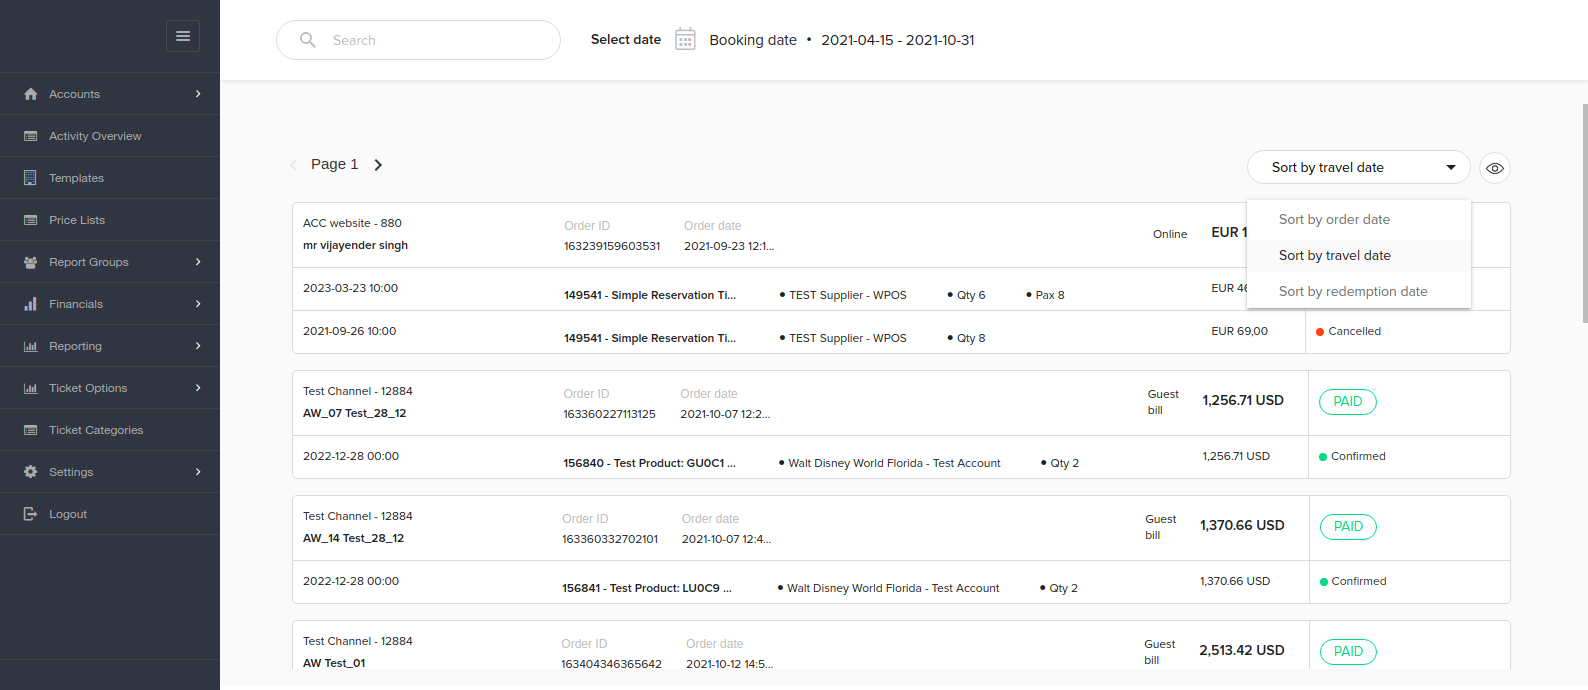 Search
Select date
Booking date • 2021-04-15 - 2021-10-31
Accounts
Activity Overview
Templates
Price Lists
Report Groups
Financials
Reporting
Ticket Options
Ticket Categories
Settings
Logout
Page 1
Sort by travel date
Sort by order date
Sort by travel date
Sort by redemption date
ACC website - 880
mr vijayender singh
Order ID
163239159603531
Order date
2021-09-23 12:1...
Online
EUR 1
2023-03-23 10:00
149541 - Simple Reservation Ti...
• TEST Supplier - WPOS
• Qty 6
• Pax 8
EUR 46
2021-09-26 10:00
149541 - Simple Reservation Ti...
• TEST Supplier - WPOS
• Qty 8
EUR 69,00
Cancelled
Test Channel - 12884
AW_07 Test_28_12
Order ID
163360227113125
Order date
2021-10-07 12:2...
Guest
bill
1,256.71 USD
PAID
2022-12-28 00:00
156840 - Test Product: GU0C1 ...
• Walt Disney World Florida - Test Account
• Qty 2
1,256.71 USD
Confirmed
Test Channel - 12884
AW_14 Test_28_12
Order ID
163360332702101
Order date
2021-10-07 12:4...
Guest
bill
1,370.66 USD
PAID
2022-12-28 00:00
156841 - Test Product: LU0C9 ...
• Walt Disney World Florida - Test Account
• Qty 2
1,370.66 USD
Confirmed
Test Channel - 12884
AW Test_01
Order ID
163404346365642
Order date
2021-10-12 14:5...
Guest
bill
2,513.42 USD
PAID